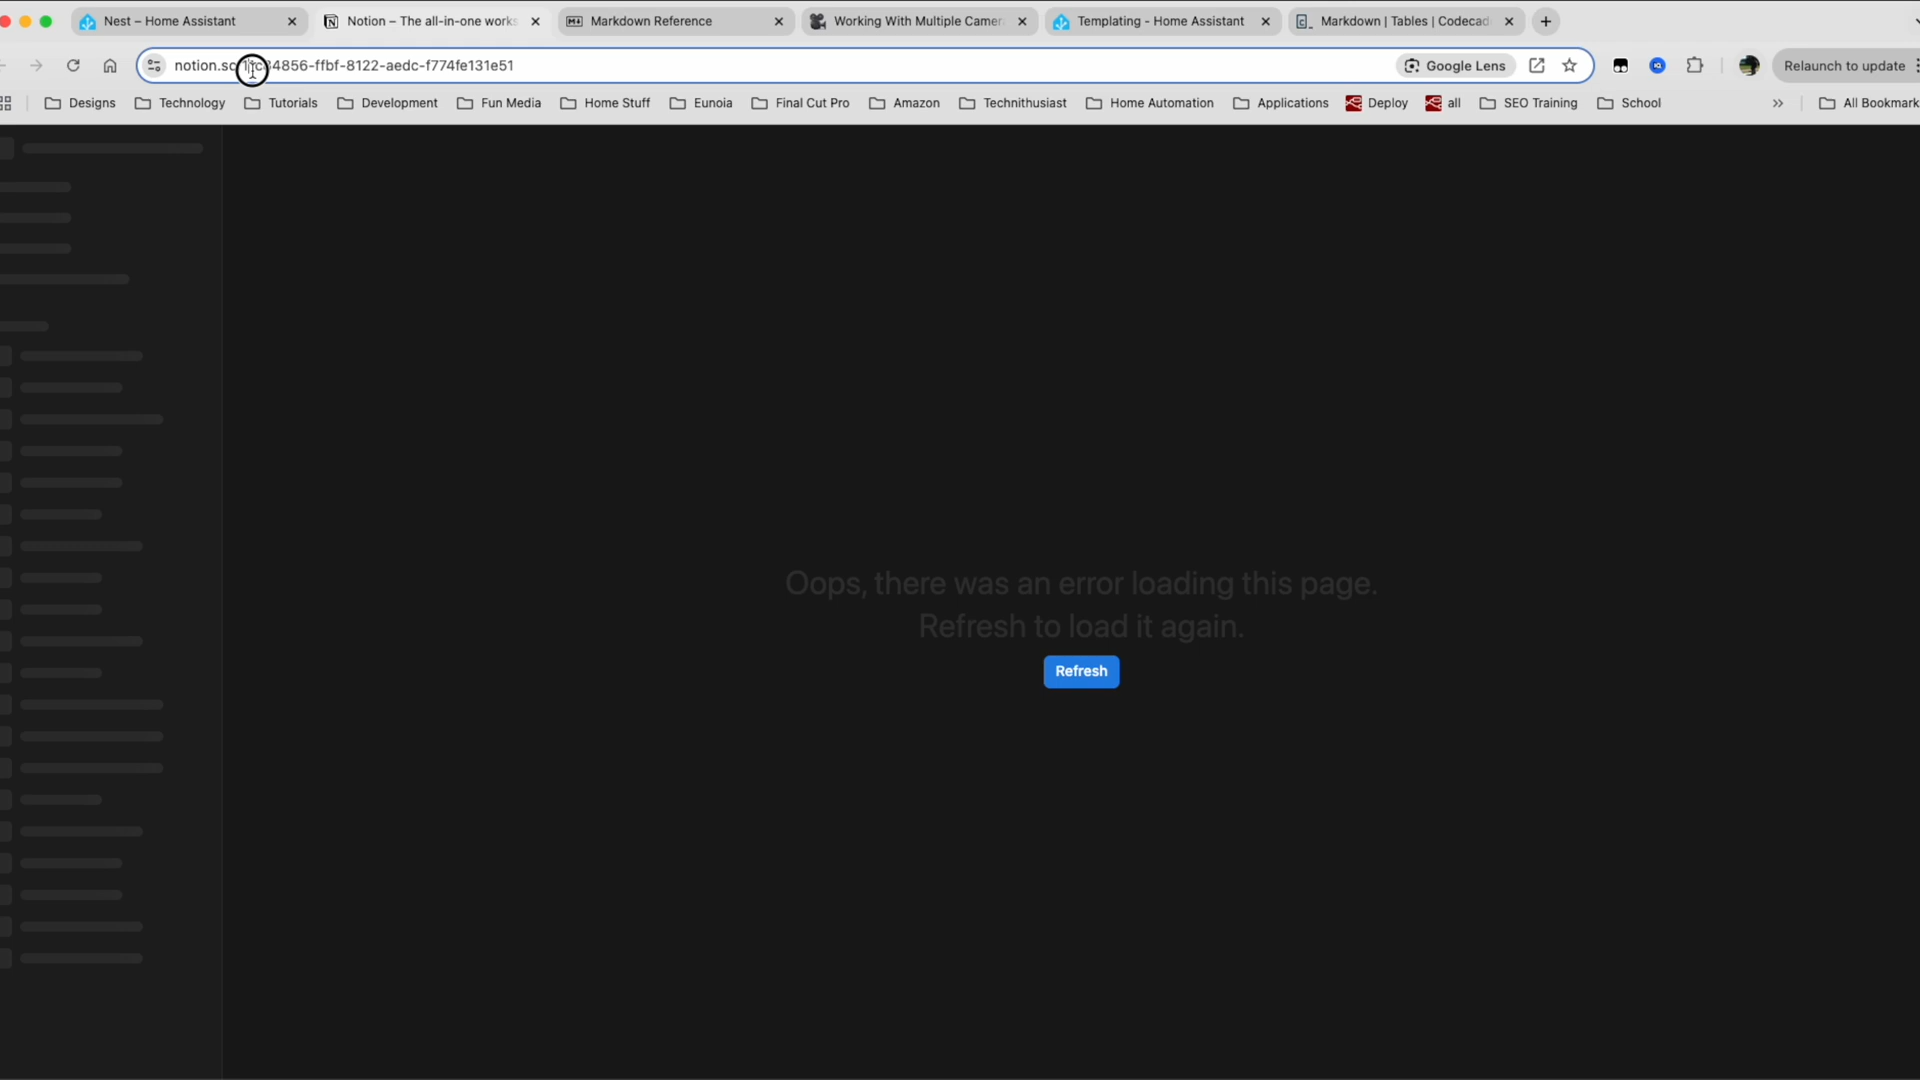 Nest – Home Assistant
Notion – The all-in-one works
Markdown Reference
Working With Multiple Camer
Templating - Home Assistant
Markdown | Tables | Codecad
84856-ffbf-8122-aedc-f774fe131e51
Google Lens
Relaunch to update
Designs
Technology
Tutorials
Development
Fun Media
Home Stuff
Eunoia
Final Cut Pro
Amazon
Technithusiast
Home Automation
Applications
Deploy
all
SEO Training
School
All Bookmark
Oops, there was an error loading this page.
Refresh to load it again.
Refresh